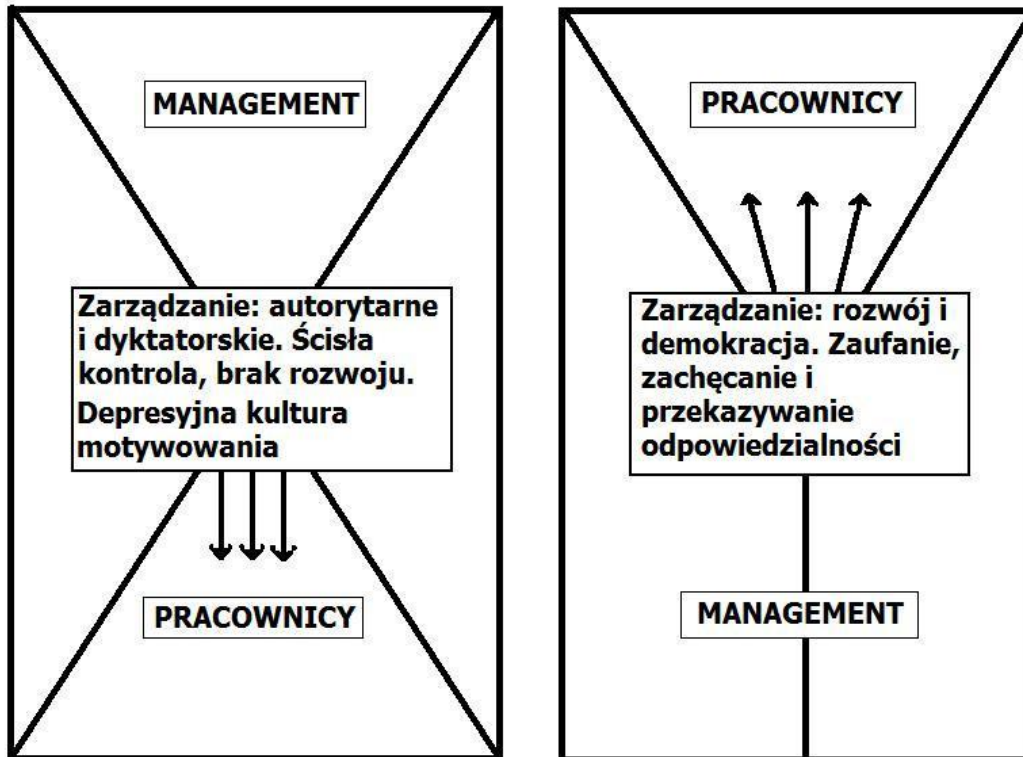 MANAGEMENT
Zarządzanie: autorytarne
i dyktatorskie. Ścisła
kontrola, brak rozwoju.
Depresyjna kultura
motywowania
PRACOWNICY
PRACOWNICY
Zarządzanie: rozwój i
demokracja. Zaufanie,
zachęcanie i
przekazywanie
odpowiedzialności
MANAGEMENT